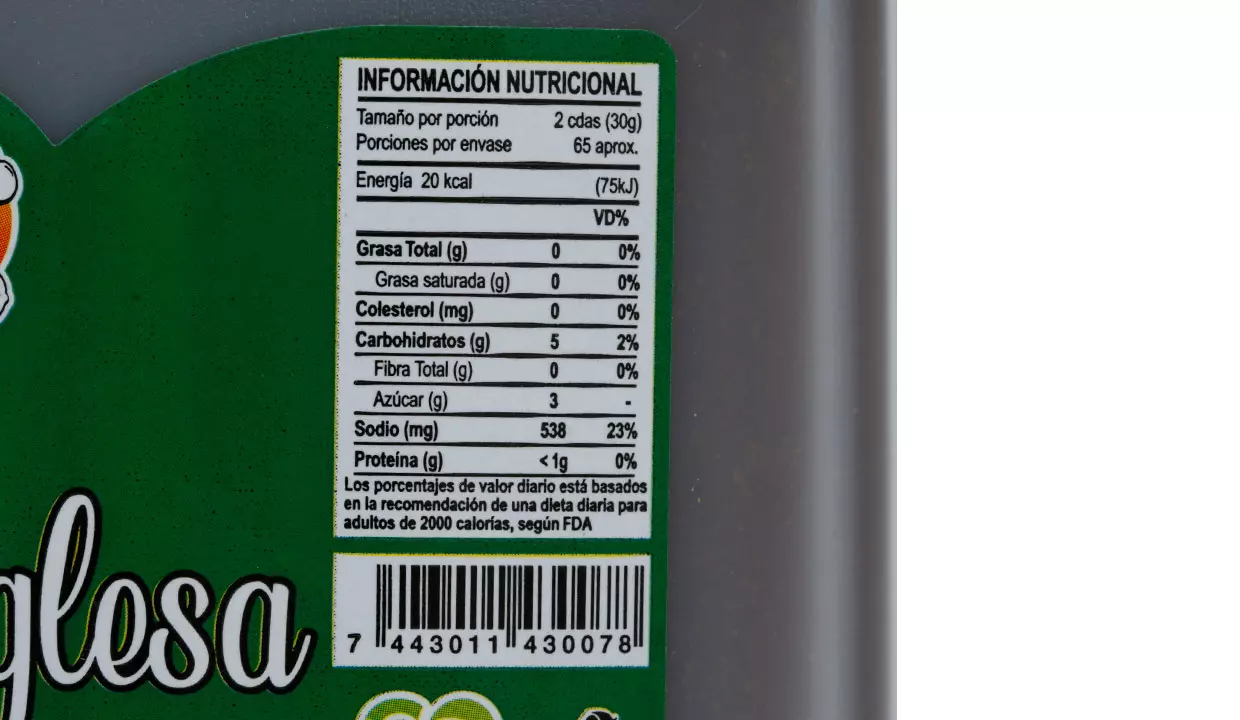 INFORMACIÓN NUTRICIONAL
Tamaño por porción 2 cdas (30g)
Porciones por envase 65 aprox.
Energía 20 kcal (75kJ)
VD%
Grasa Total (g) 0 0%
Grasa saturada (g) 0 0%
Colesterol (mg) 0 0%
Carbohidratos (g) 5 2%
Fibra Total (g) 0 0%
Azúcar (g) 3 -
Sodio (mg) 538 23%
Proteína (g) <1g 0%
Los porcentajes de valor diario está basados
en la recomendación de una dieta diaria para
adultos de 2000 calorías, según FDA
glesa
7 443011 430078